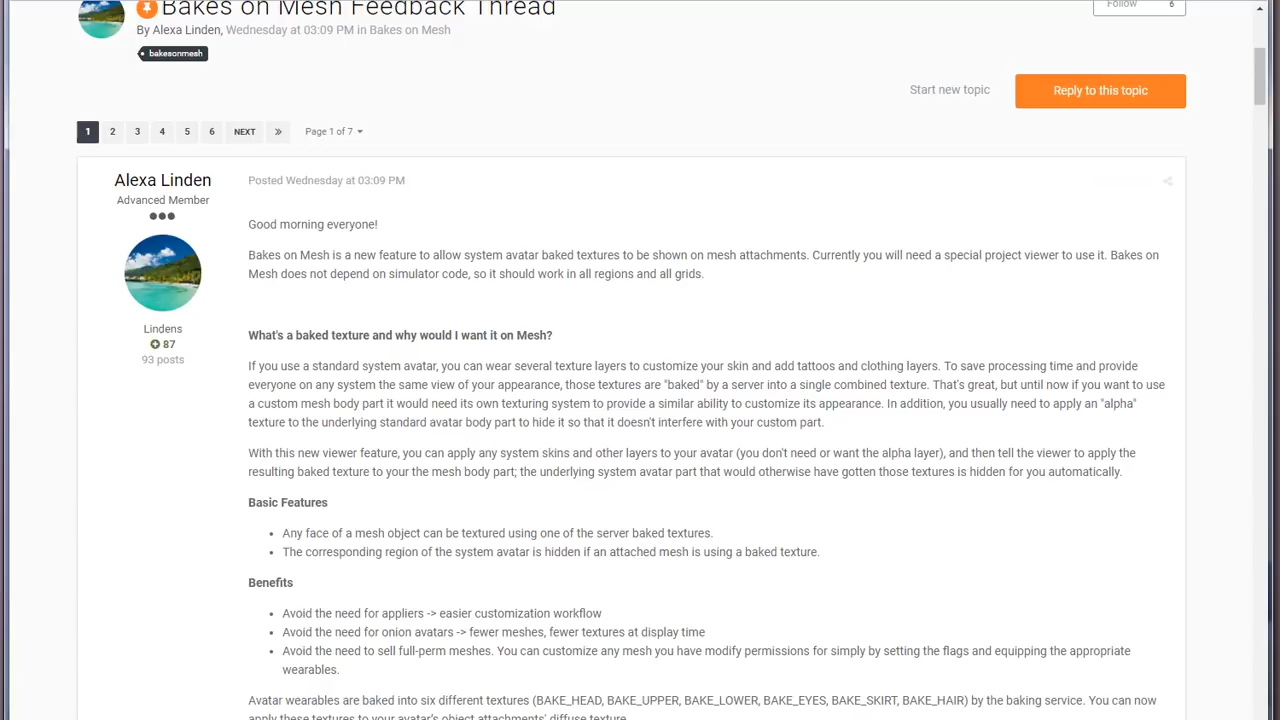 Bakes on Mesh Feedback Thread
Follow 6
By Alexa Linden, Wednesday at 03:09 PM in Bakes on Mesh
bakesonmesh
Start new topic
Reply to this topic
1 2 3 4 5 6 NEXT » Page 1 of 7
Alexa Linden
Advanced Member
Lindens
87
93 posts
Posted Wednesday at 03:09 PM
Good morning everyone!
Bakes on Mesh is a new feature to allow system avatar baked textures to be shown on mesh attachments. Currently you will need a special project viewer to use it. Bakes on
Mesh does not depend on simulator code, so it should work in all regions and all grids.
What's a baked texture and why would I want it on Mesh?
If you use a standard system avatar, you can wear several texture layers to customize your skin and add tattoos and clothing layers. To save processing time and provide
everyone on any system the same view of your appearance, those textures are "baked" by a server into a single combined texture. That's great, but until now if you want to use
a custom mesh body part it would need its own texturing system to provide a similar ability to customize its appearance. In addition, you usually need to apply an "alpha"
texture to the underlying standard avatar body part to hide it so that it doesn't interfere with your custom part.
With this new viewer feature, you can apply any system skins and other layers to your avatar (you don't need or want the alpha layer), and then tell the viewer to apply the
resulting baked texture to your the mesh body part; the underlying system avatar part that would otherwise have gotten those textures is hidden for you automatically.
Basic Features
• Any face of a mesh object can be textured using one of the server baked textures.
• The corresponding region of the system avatar is hidden if an attached mesh is using a baked texture.
Benefits
• Avoid the need for appliers -> easier customization workflow
• Avoid the need for onion avatars -> fewer meshes, fewer textures at display time
• Avoid the need to sell full-perm meshes. You can customize any mesh you have modify permissions for simply by setting the flags and equipping the appropriate
wearables.
Avatar wearables are baked into six different textures (BAKE_HEAD, BAKE_UPPER, BAKE_LOWER, BAKE_EYES, BAKE_SKIRT, BAKE_HAIR) by the baking service. You can now
apply these textures to your avatar's object attachments' diffuse texture.